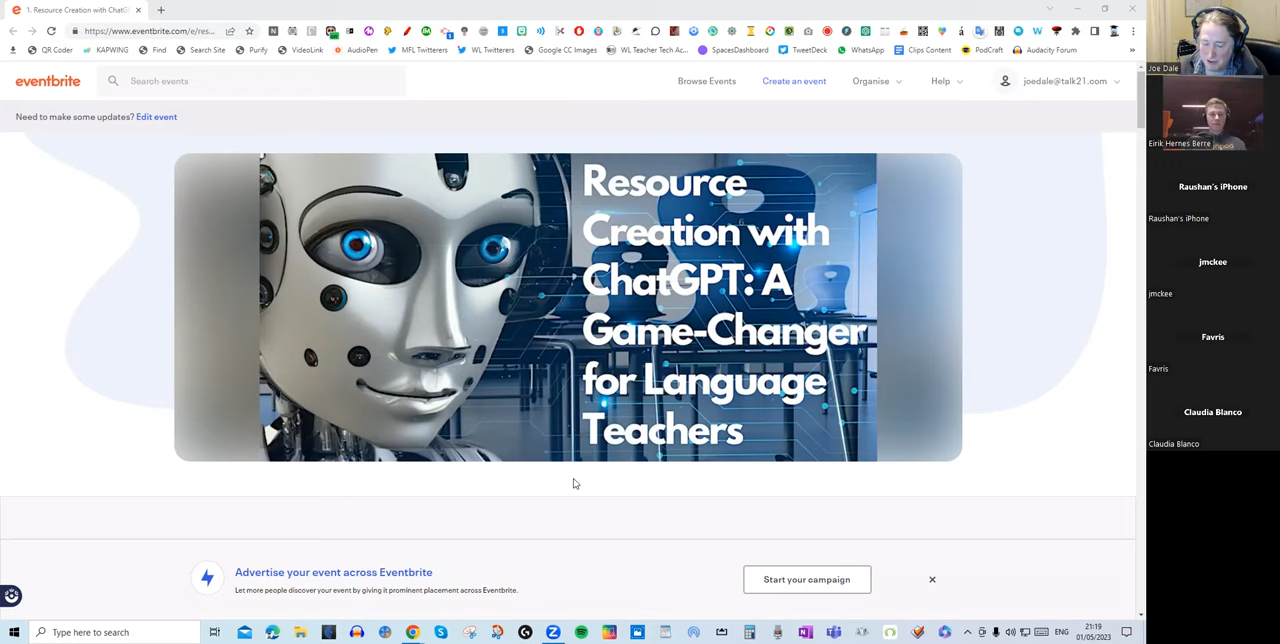 1. Resource Creation with ChatG
https://www.eventbrite.com/e/res...
QR Coder
KAPWING
Find
Search Site
Purify
VideoLink
AudioPen
MFL Twitterers
WL Twitterers
Google CC Images
WL Teacher Tech Ac...
SpacesDashboard
TweetDeck
WhatsApp
Clips Content
PodCraft
Audacity Forum
eventbrite
Search events
Browse Events
Create an event
Organise
Help
joedale@talk21.com
Need to make some updates? Edit event
Resource
Creation with
ChatGPT: A
Game-Changer
for Language
Teachers
Advertise your event across Eventbrite
Let more people discover your event by giving it prominent placement across Eventbrite.
Start your campaign
Type here to search
ENG
21:19
01/05/2023
Joe Dale
Eirik Hernes Berre
Raushan's iPhone
Raushan's iPhone
jmckee
jmckee
Favris
Favris
Claudia Blanco
Claudia Blanco